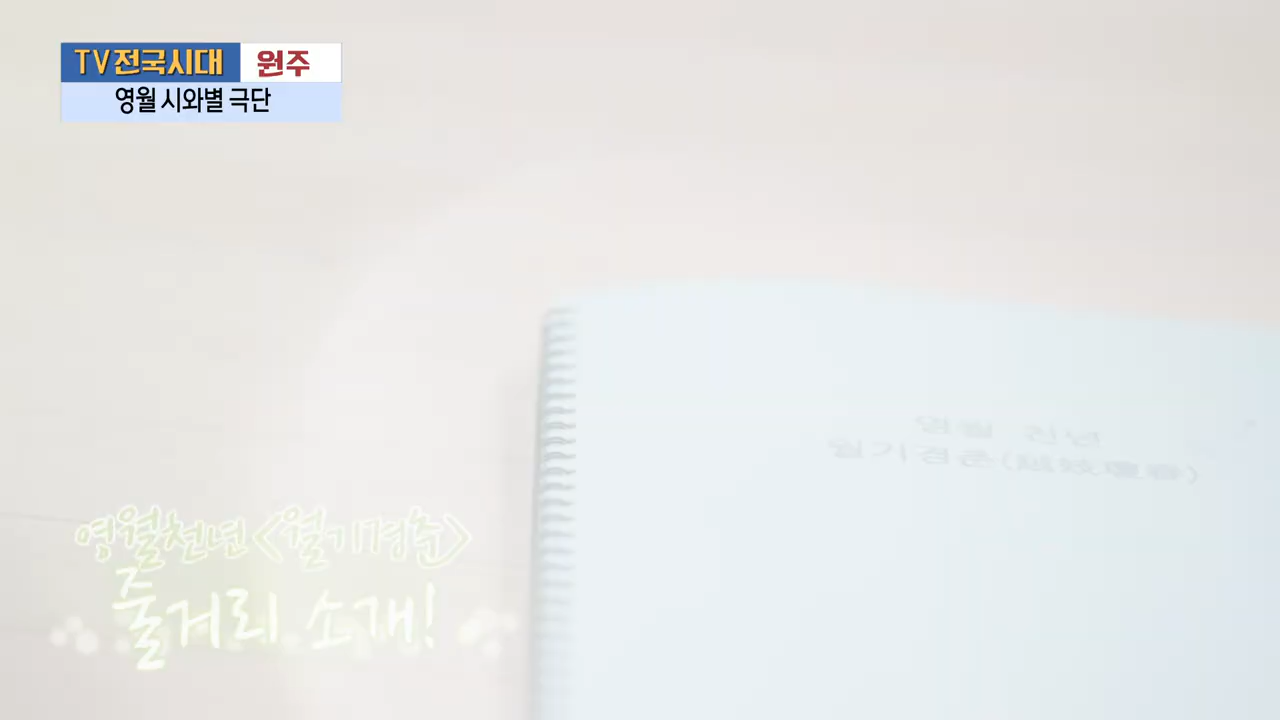 TV전국시대 원주
영월 시와별 극단
영월 천년
월기경춘(越妓瓊春)
영월천년 <월기경춘>
줄거리 소개!